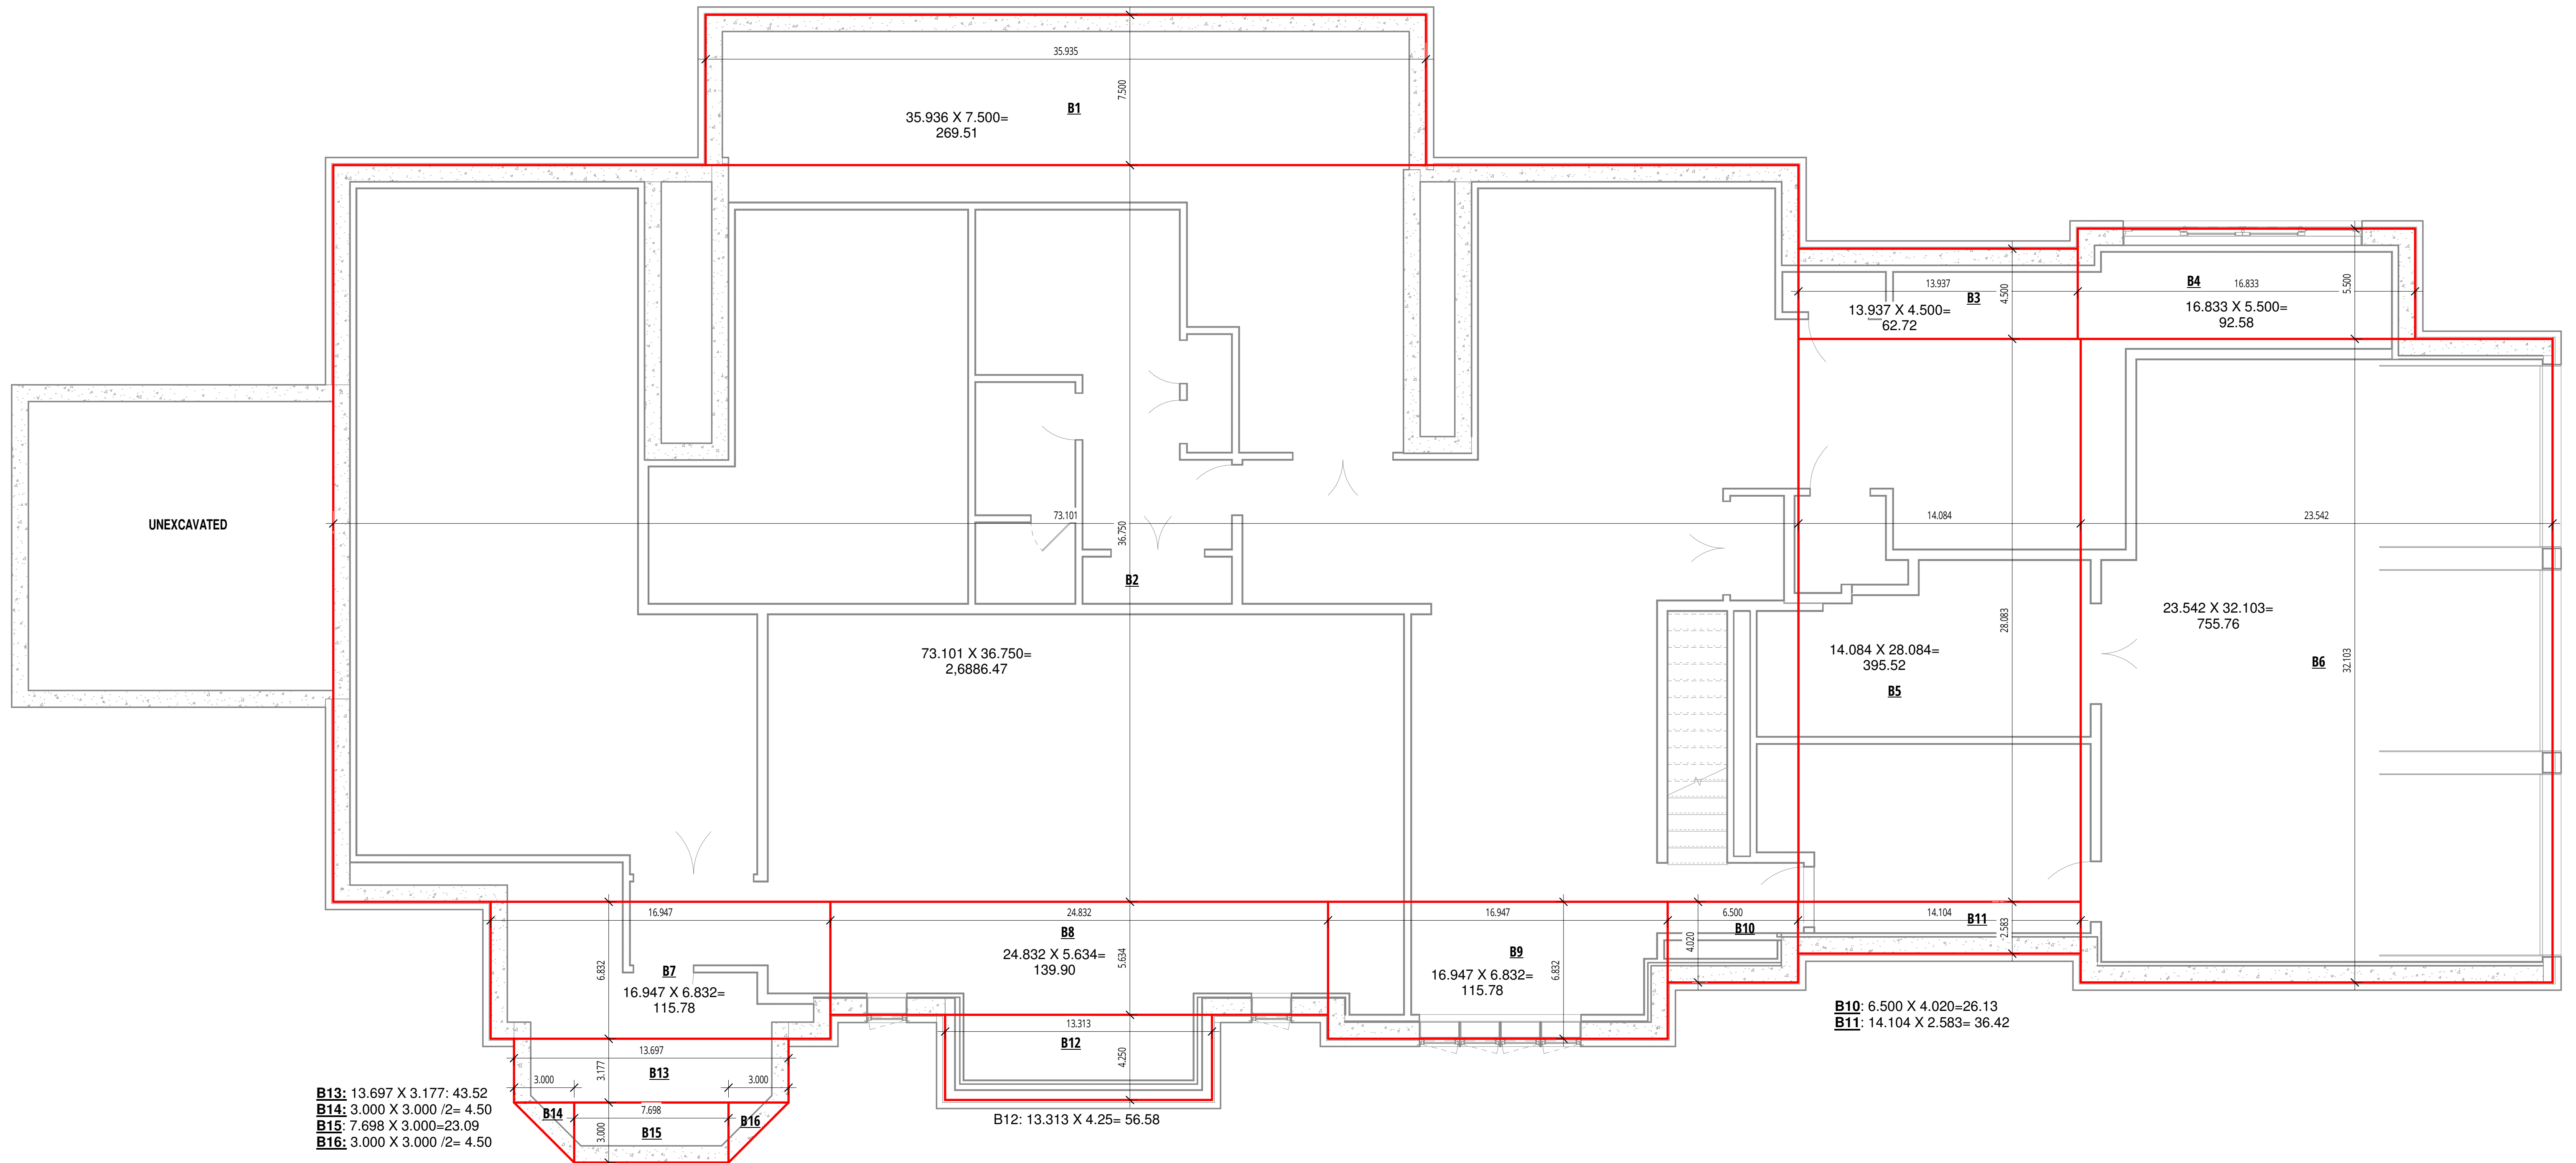 35.935
7.500
B1
35.936 X 7.500=
269.51
13.937
B3
4.500
13.937 X 4.500=
62.72
B4
16.833
5.500
16.833 X 5.500=
92.58
UNEXCAVATED
73.101
36.750
14.084
23.542
B2
73.101 X 36.750=
2,6886.47
28.083
14.084 X 28.084=
395.52
B5
23.542 X 32.103=
755.76
32.103
B6
16.947
6.832
B7
16.947 X 6.832=
115.78
24.832
B8
24.832 X 5.634=
139.90
5.634
16.947
B9
16.947 X 6.832=
115.78
6.832
6.500
B10
4.020
14.104
B11
2.583
B10: 6.500 X 4.020=26.13
B11: 14.104 X 2.583= 36.42
13.313
B12
4.250
B12: 13.313 X 4.25= 56.58
13.697
3.177
B13
3.000
3.000
B14
7.698
B15
3.000
B16
B13: 13.697 X 3.177: 43.52
B14: 3.000 X 3.000 /2= 4.50
B15: 7.698 X 3.000=23.09
B16: 3.000 X 3.000 /2= 4.50